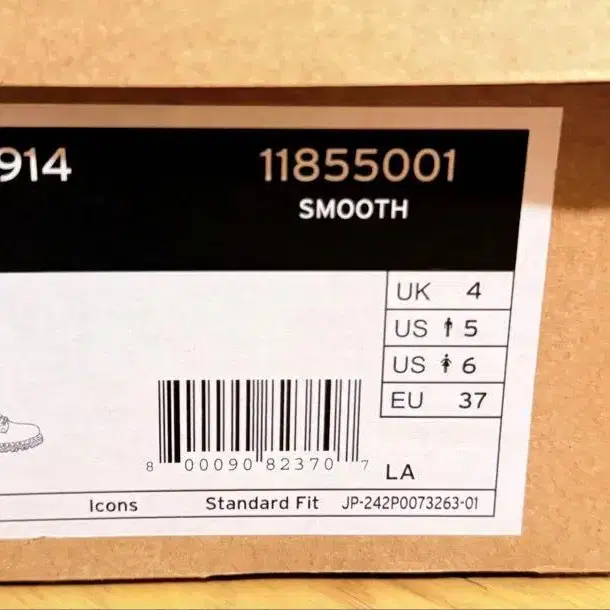 914
11855001
SMOOTH
UK 4
US 5
US 6
EU 37
8 00090 82370 7
LA
Icons
Standard Fit
JP-242P0073263-01